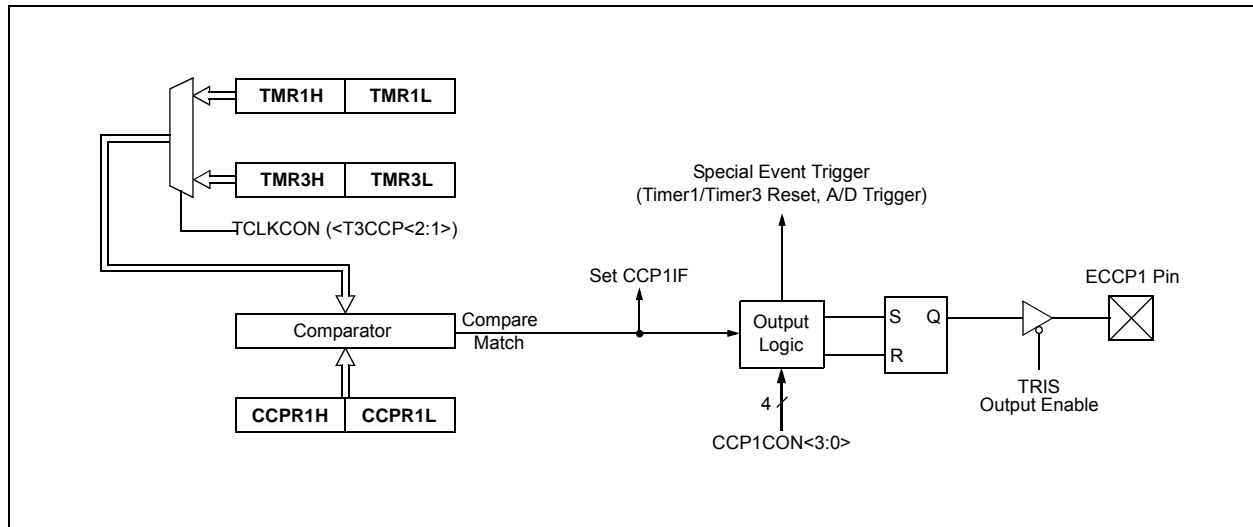 TMR1H TMR1L
TMR3H TMR3L
TCLKCON (<T3CCP<2:1>)
Special Event Trigger
(Timer1/Timer3 Reset, A/D Trigger)
Set CCP1IF
ECCP1 Pin
Comparator
Compare
Match
Output
Logic
S Q
R
TRIS
Output Enable
CCPR1H CCPR1L
4
CCP1CON<3:0>